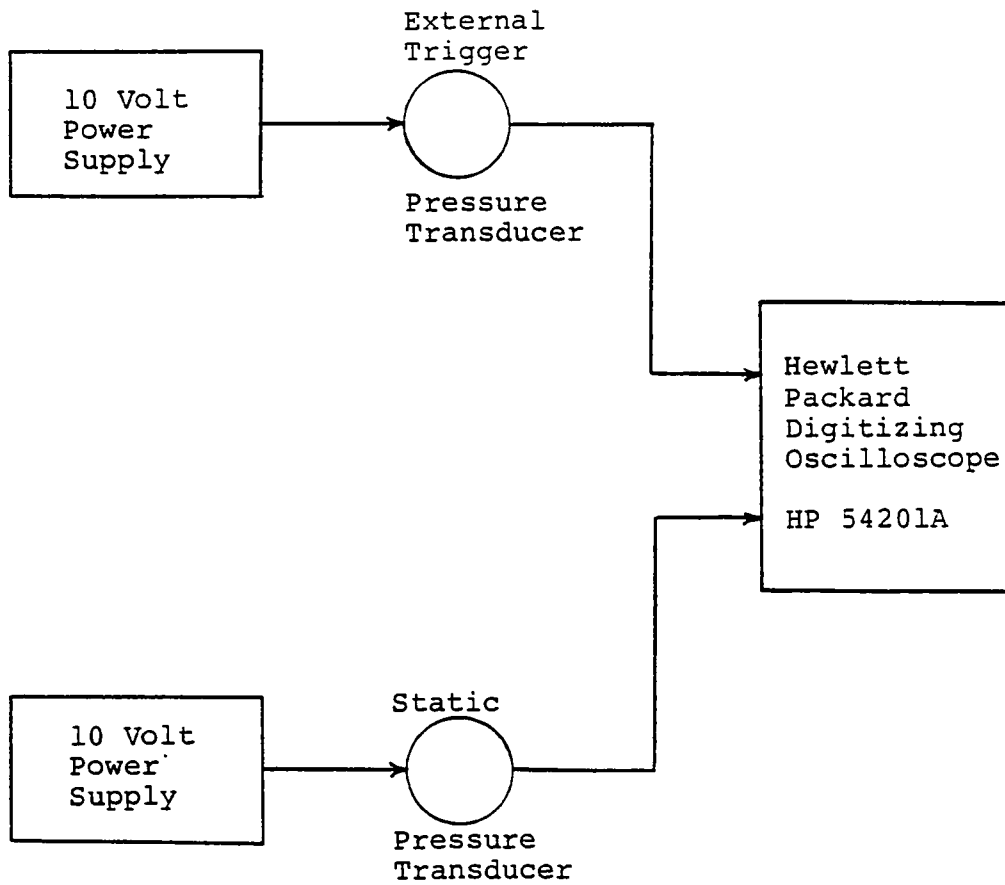 External
Trigger
10 Volt
Power
Supply
Pressure
Transducer
Hewlett
Packard
Digitizing
Oscilloscope
HP 54201A
Static
10 Volt
Power
Supply
Pressure
Transducer